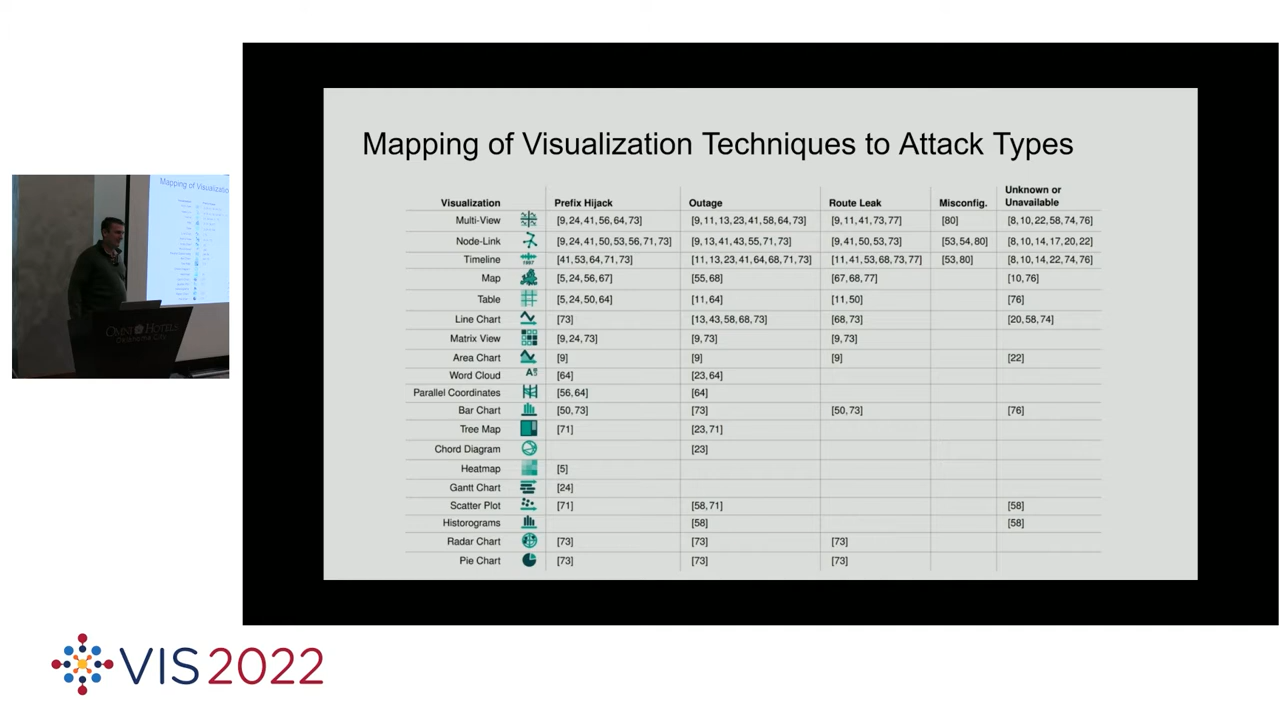 Mapping of Visualization Techniques to Attack Types
Unknown or
Visualization Prefix Hijack Outage Route Leak Misconfig. Unavailable
Multi-View [9,24,41,56,64,73] [9,11,13,23,41,58,64,73] [9,11,41,73,77] [80] [8,10,22,58,74,76]
Node-Link [9,24,41,50,53,56,71,73] [9,13,41,43,55,71,73] [9,41,50,53,73] [53,54,80] [8,10,14,17,20,22]
1957
Timeline [41,53,64,71,73] [11,13,23,41,64,68,71,73] [11,41,53,68,73,77] [53,80] [8,10,14,22,74,76]
Map [5,24,56,67] [55,68] [67,68,77] [10,76]
Table [5,24,50,64] [11,64] [11,50] [76]
Line Chart [73] [13,43,58,68,73] [68,73] [20,58,74]
Matrix View [9,24,73] [9,73] [9,73]
Area Chart [9] [9] [9] [22]
Word Cloud [64] [23,64]
Parallel Coordinates [56,64] [64]
Bar Chart [50,73] [73] [50,73] [76]
Tree Map [71] [23,71]
Chord Diagram [23]
Heatmap [5]
Gantt Chart [24]
Scatter Plot [71] [58,71] [58]
Historograms [58] [58]
Radar Chart [73] [73] [73]
Pie Chart [73] [73] [73]
Mapping of Visualizatio
OMNI HOTELS
Oklahoma City
VIS2022